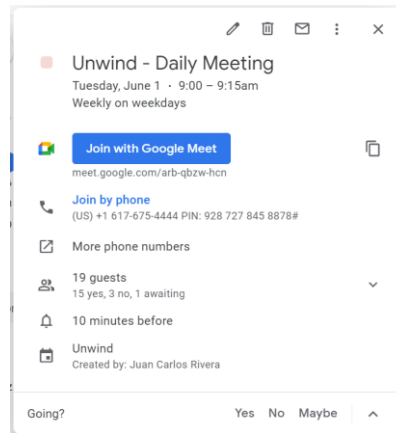 Unwind - Daily Meeting
Tuesday, June 1 · 9:00 – 9:15am
Weekly on weekdays
Join with Google Meet
meet.google.com/arb-qbzw-hcn
Join by phone
(US) +1 617-675-4444 PIN: 928 727 845 8878#
More phone numbers
19 guests
15 yes, 3 no, 1 awaiting
10 minutes before
Unwind
Created by: Juan Carlos Rivera
Going? Yes No Maybe